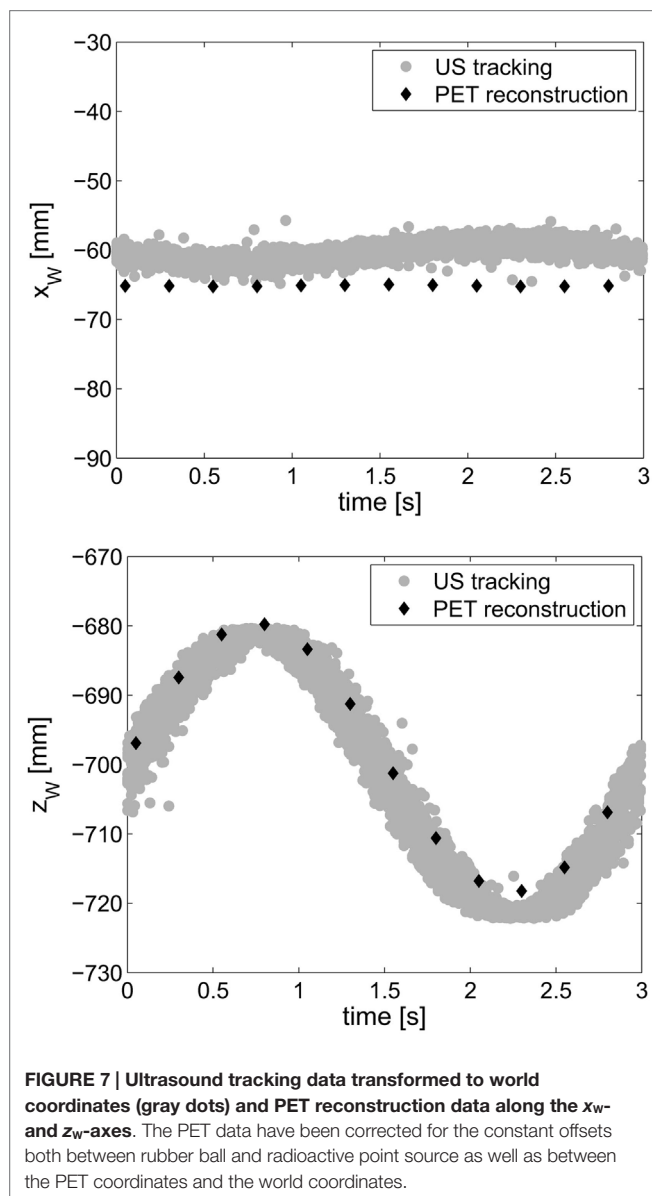 −30
−40
−50
−60
−70
−80
−90
x_W [mm]
US tracking
PET reconstruction
0 0.5 1 1.5 2 2.5 3
time [s]
−670
−680
−690
−700
−710
−720
−730
z_W [mm]
US tracking
PET reconstruction
0 0.5 1 1.5 2 2.5 3
time [s]
FIGURE 7 | Ultrasound tracking data transformed to world
coordinates (gray dots) and PET reconstruction data along the x_W-
and z_W-axes. The PET data have been corrected for the constant offsets
both between rubber ball and radioactive point source as well as between
the PET coordinates and the world coordinates.